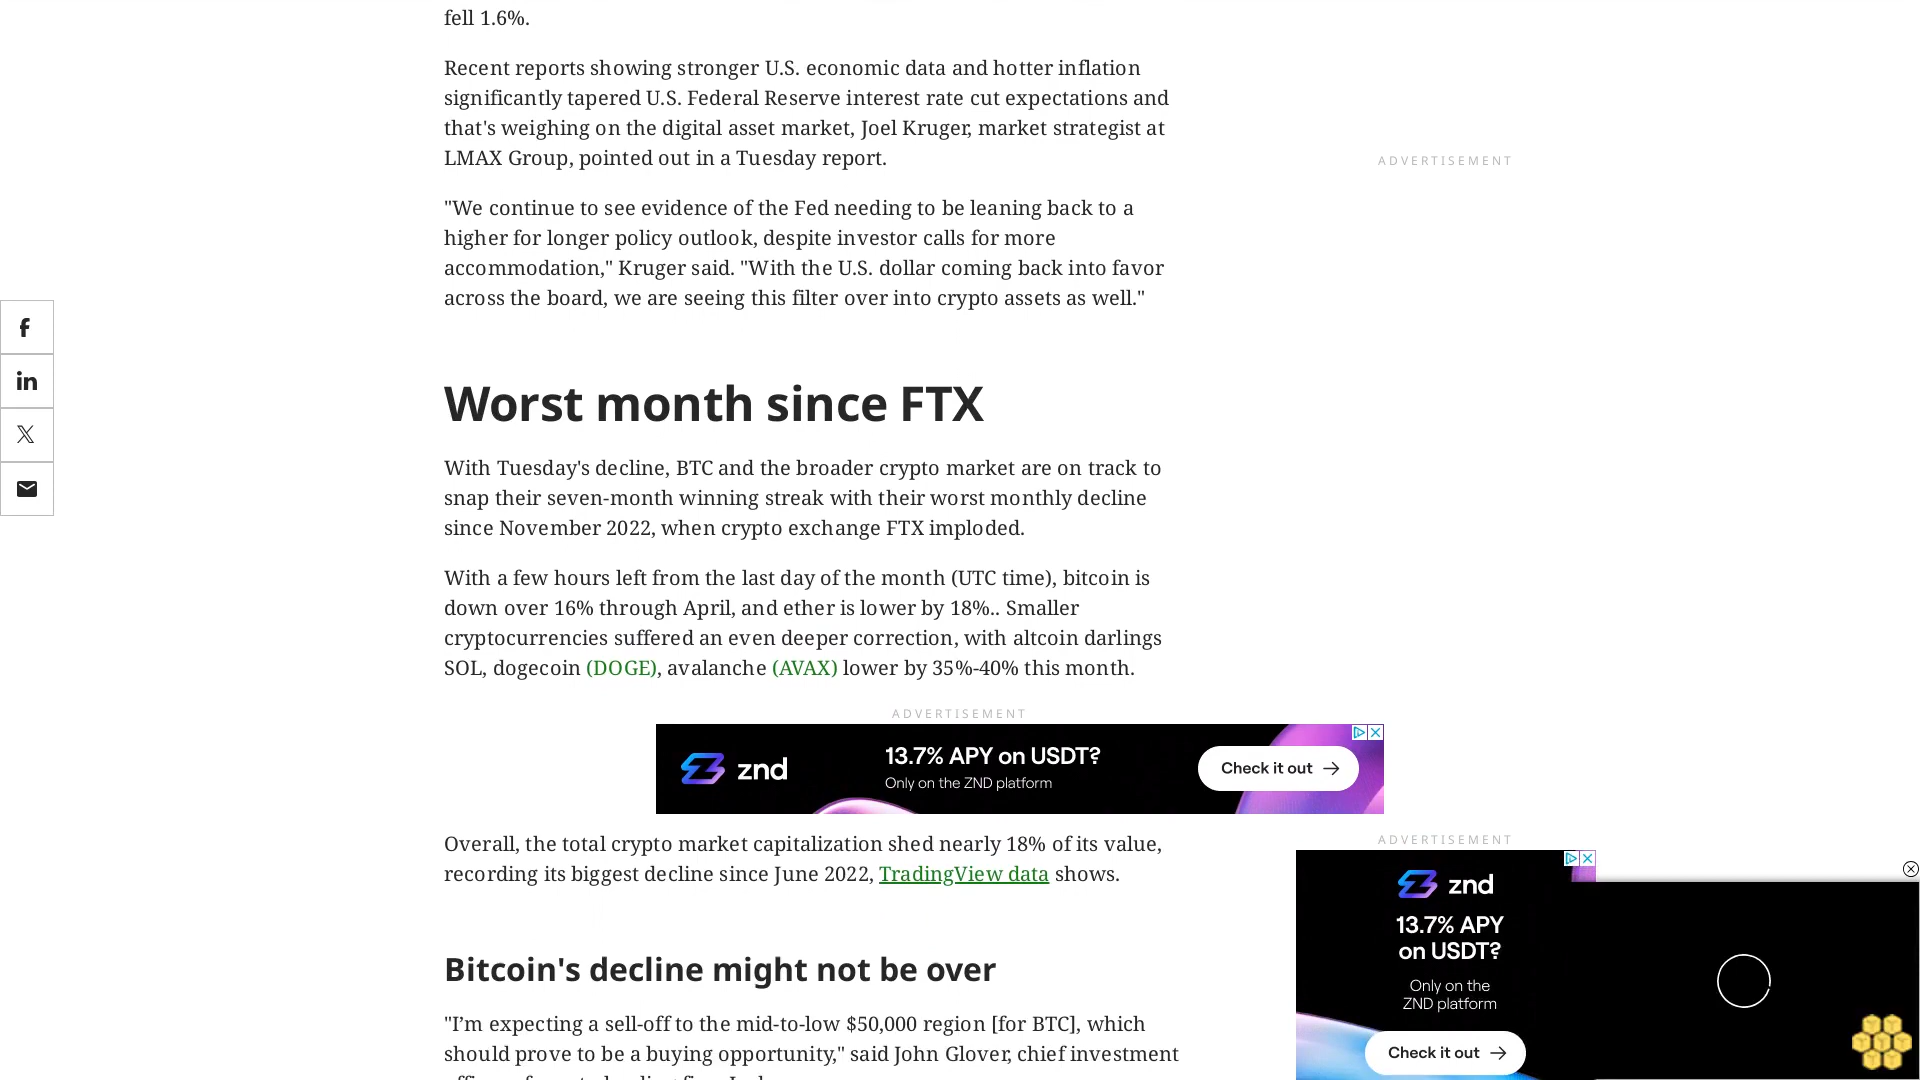 fell 1.6%.
Recent reports showing stronger U.S. economic data and hotter inflation
significantly tapered U.S. Federal Reserve interest rate cut expectations and
that's weighing on the digital asset market, Joel Kruger, market strategist at
LMAX Group, pointed out in a Tuesday report.
ADVERTISEMENT
"We continue to see evidence of the Fed needing to be leaning back to a
higher for longer policy outlook, despite investor calls for more
accommodation," Kruger said. "With the U.S. dollar coming back into favor
across the board, we are seeing this filter over into crypto assets as well."
Worst month since FTX
With Tuesday's decline, BTC and the broader crypto market are on track to
snap their seven-month winning streak with their worst monthly decline
since November 2022, when crypto exchange FTX imploded.
With a few hours left from the last day of the month (UTC time), bitcoin is
down over 16% through April, and ether is lower by 18%.. Smaller
cryptocurrencies suffered an even deeper correction, with altcoin darlings
SOL, dogecoin (DOGE), avalanche (AVAX) lower by 35%-40% this month.
ADVERTISEMENT
znd
13.7% APY on USDT?
Only on the ZND platform
Check it out
Overall, the total crypto market capitalization shed nearly 18% of its value,
recording its biggest decline since June 2022, TradingView data shows.
ADVERTISEMENT
znd
13.7% APY
on USDT?
Only on the
ZND platform
Check it out
Bitcoin's decline might not be over
"I’m expecting a sell-off to the mid-to-low $50,000 region [for BTC], which
should prove to be a buying opportunity," said John Glover, chief investment